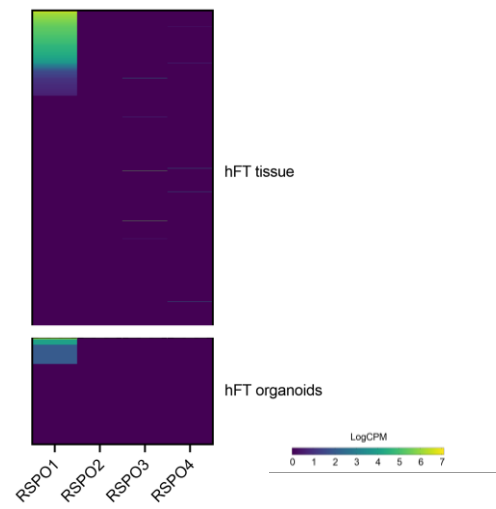 hFT tissue
hFT organoids
LogCPM
0 1 2 3 4 5 6 7
RSPO1 RSPO2 RSPO3 RSPO4